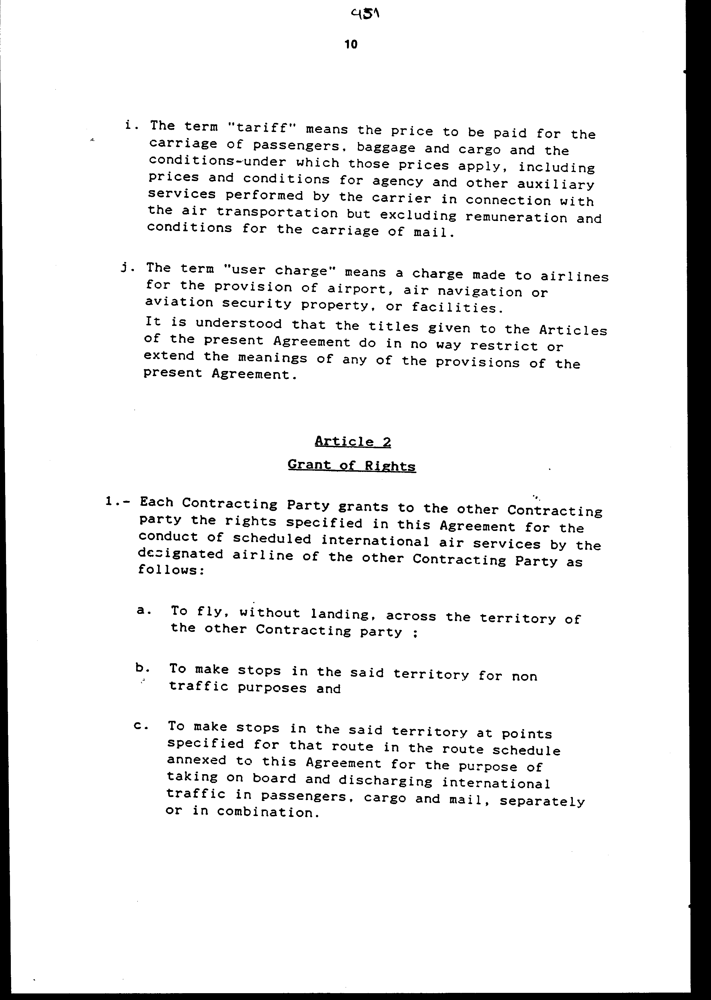 451
10
i. The term "tariff" means the price to be paid for the
carriage of passengers, baggage and cargo and the
conditions-under which those prices apply, including
prices and conditions for agency and other auxiliary
services performed by the carrier in connection with
the air transportation but excluding remuneration and
conditions for the carriage of mail.
j. The term "user charge" means a charge made to airlines
for the provision of airport, air navigation or
aviation security property, or facilities.
It is understood that the titles given to the Articles
of the present Agreement do in no way restrict or
extend the meanings of any of the provisions of the
present Agreement.
Article 2
Grant of Rights
1.- Each Contracting Party grants to the other Contracting
party the rights specified in this Agreement for the
conduct of scheduled international air services by the
designated airline of the other Contracting Party as
follows:
a. To fly, without landing, across the territory of
the other Contracting party ;
b. To make stops in the said territory for non
traffic purposes and
c. To make stops in the said territory at points
specified for that route in the route schedule
annexed to this Agreement for the purpose of
taking on board and discharging international
traffic in passengers, cargo and mail, separately
or in combination.